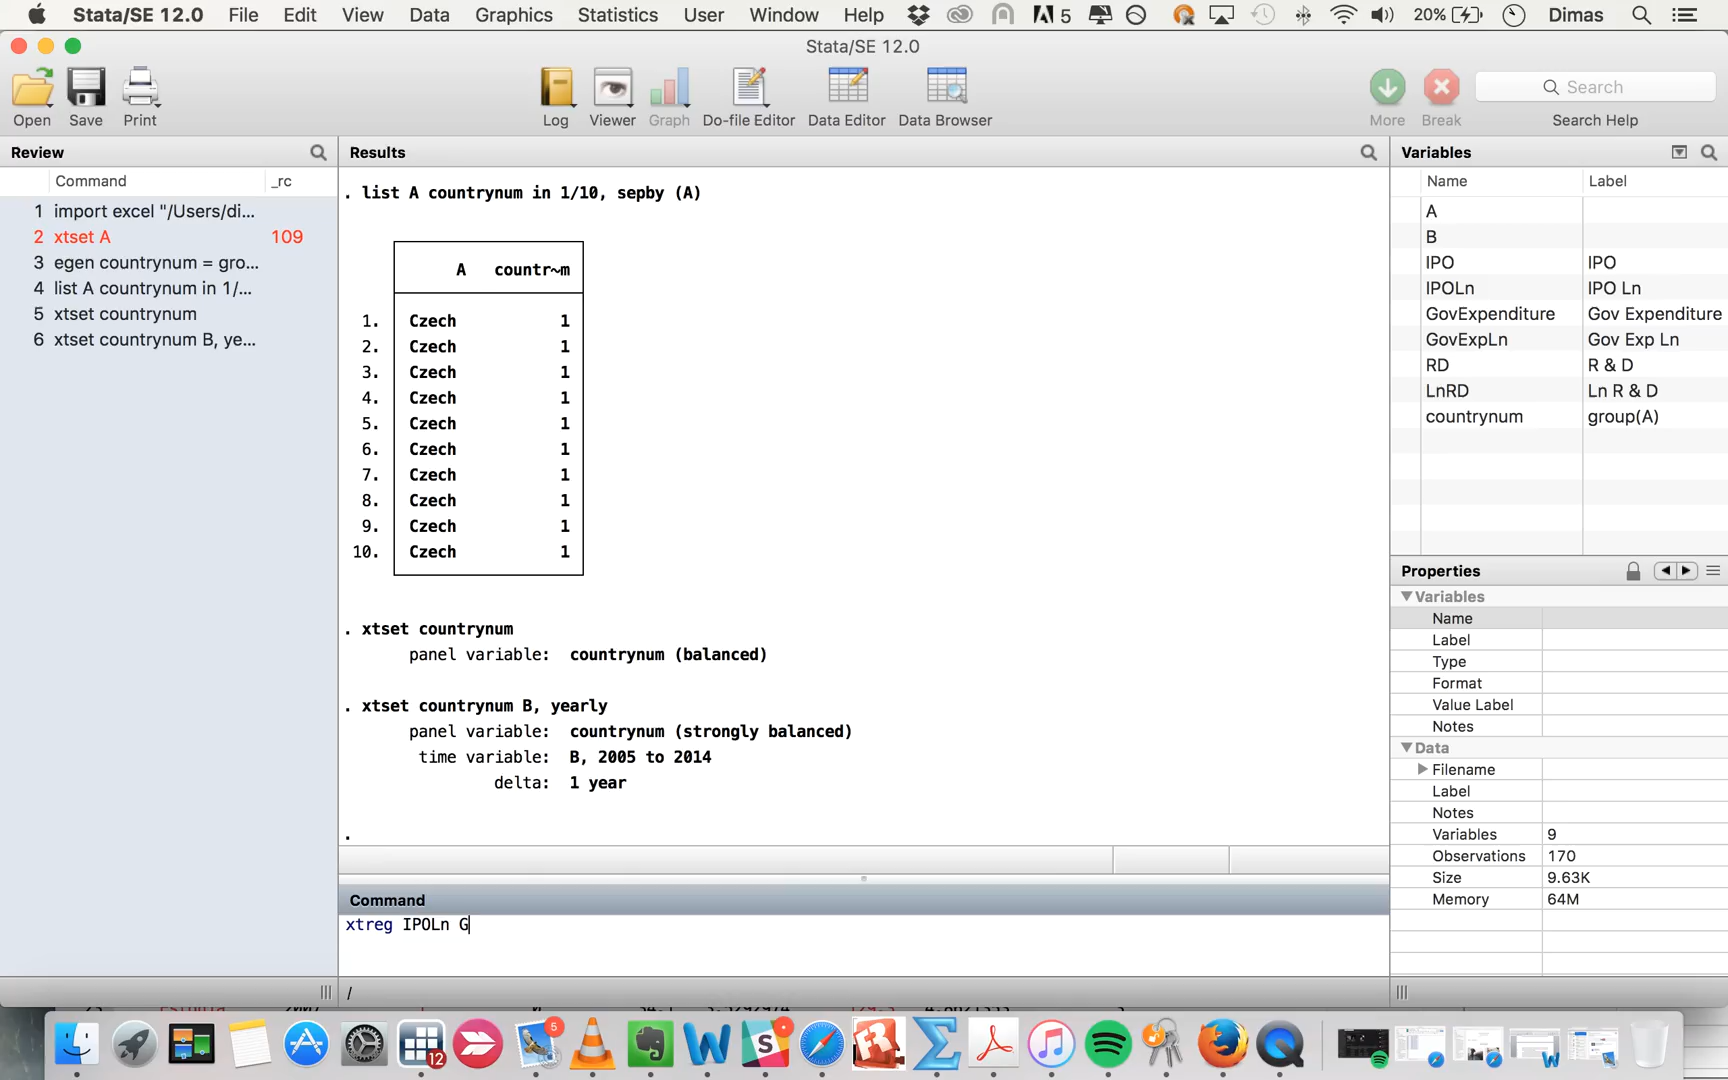 Stata/SE 12.0 File Edit View Data Graphics Statistics User Window Help 5 20% Dimas
Stata/SE 12.0
Open Save Print Log Viewer Graph Do-file Editor Data Editor Data Browser More Break Search
Search Help
Review
Command _rc
1 import excel "/Users/di...
2 xtset A 109
3 egen countrynum = gro...
4 list A countrynum in 1/...
5 xtset countrynum
6 xtset countrynum B, ye...
Results
. list A countrynum in 1/10, sepby (A)
A countr~m
1. Czech 1
2. Czech 1
3. Czech 1
4. Czech 1
5. Czech 1
6. Czech 1
7. Czech 1
8. Czech 1
9. Czech 1
10. Czech 1
. xtset countrynum
panel variable: countrynum (balanced)
. xtset countrynum B, yearly
panel variable: countrynum (strongly balanced)
time variable: B, 2005 to 2014
delta: 1 year
.
Command
xtreg IPOLn G
/
Variables
Name Label
A
B
IPO IPO
IPOLn IPO Ln
GovExpenditure Gov Expenditure
GovExpLn Gov Exp Ln
RD R & D
LnRD Ln R & D
countrynum group(A)
Properties
Variables
Name
Label
Type
Format
Value Label
Notes
Data
Filename
Label
Notes
Variables 9
Observations 170
Size 9.63K
Memory 64M
12 5